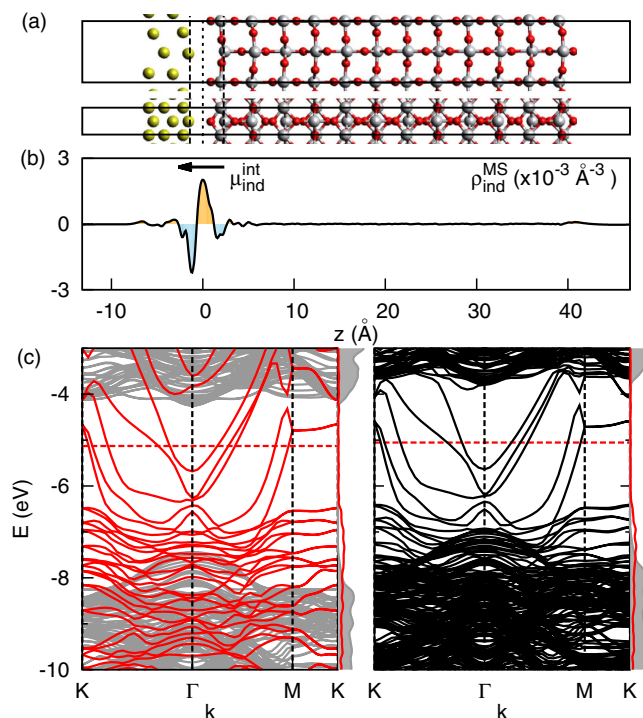 (a)
(b)
3
0
-3
μ_ind^int
ρ_ind^MS (x10^-3 Å^-3)
-10 0 10 20 30 40
z (Å)
(c)
E (eV)
-4
-6
-8
-10
K Γ M K
k
K Γ M K
k